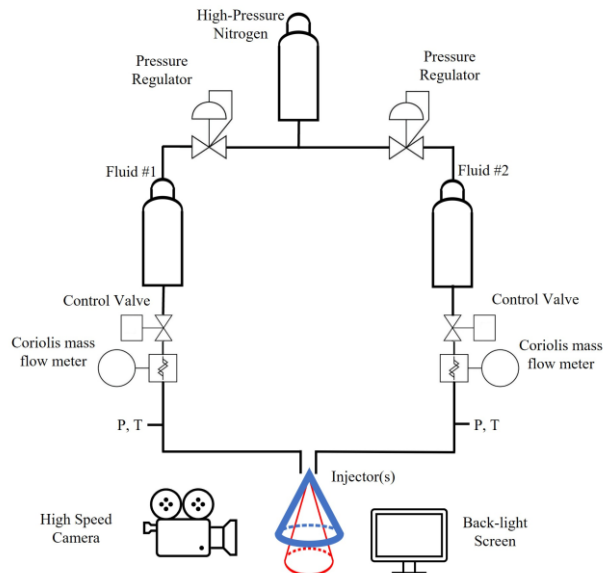 High-Pressure
Nitrogen
Pressure
Regulator
Pressure
Regulator
Fluid #1
Fluid #2
Control Valve
Control Valve
Coriolis mass
flow meter
Coriolis mass
flow meter
P, T
P, T
Injector(s)
High Speed
Camera
Back-light
Screen